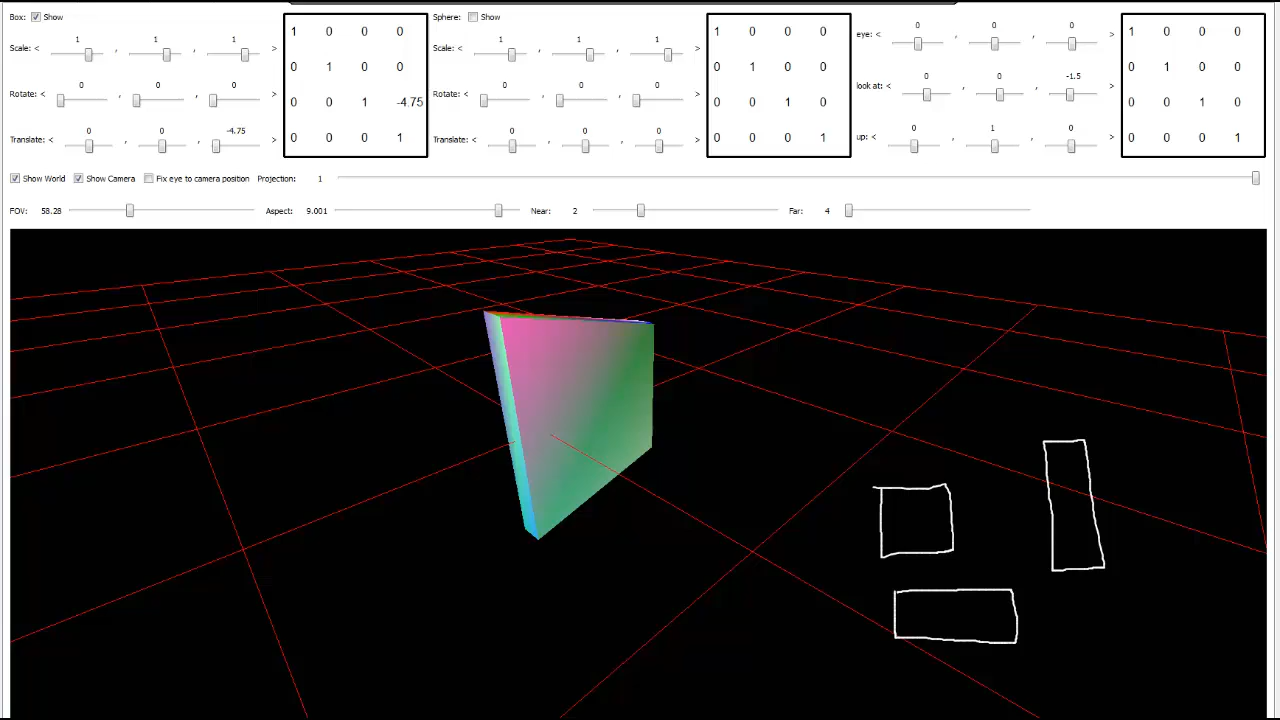 Box: Show
Scale: < 1 , 1 , 1 >
Rotate: < 0 , 0 , 0 >
Translate: < 0 , 0 , -4.75 >
1 0 0 0
0 1 0 0
0 0 1 -4.75
0 0 0 1
Sphere: Show
Scale: < 1 , 1 , 1 >
Rotate: < 0 , 0 , 0 >
Translate: < 0 , 0 , 0 >
1 0 0 0
0 1 0 0
0 0 1 0
0 0 0 1
eye: < 0 , 0 , 0 >
look at: < 0 , 0 , -1.5 >
up: < 0 , 1 , 0 >
1 0 0 0
0 1 0 0
0 0 1 0
0 0 0 1
Show World Show Camera Fix eye to camera position Projection: 1
FOV: 58.28 Aspect: 9.001 Near: 2 Far: 4